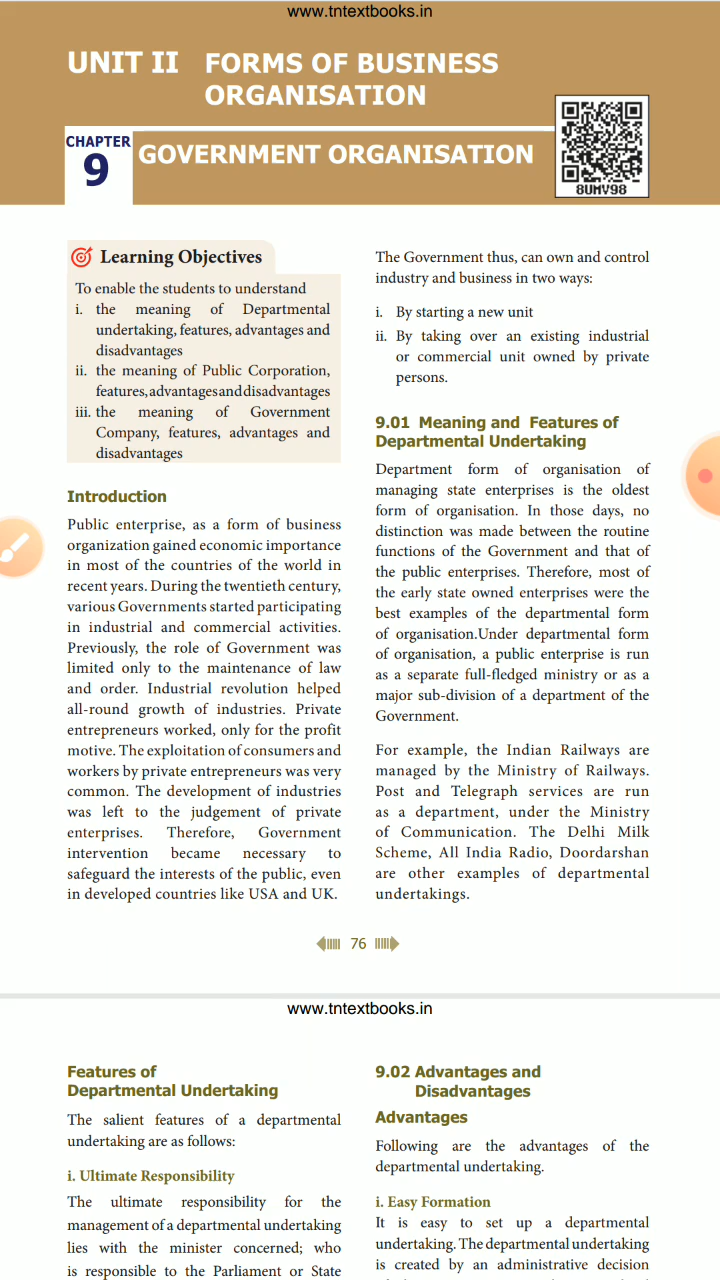 www.tntextbooks.in
UNIT II FORMS OF BUSINESS
ORGANISATION
CHAPTER
9
GOVERNMENT ORGANISATION
8UMV98
Learning Objectives
To enable the students to understand
i. the meaning of Departmental
undertaking, features, advantages and
disadvantages
ii. the meaning of Public Corporation,
features, advantages and disadvantages
iii. the meaning of Government
Company, features, advantages and
disadvantages
Introduction
Public enterprise, as a form of business
organization gained economic importance
in most of the countries of the world in
recent years. During the twentieth century,
various Governments started participating
in industrial and commercial activities.
Previously, the role of Government was
limited only to the maintenance of law
and order. Industrial revolution helped
all-round growth of industries. Private
entrepreneurs worked, only for the profit
motive. The exploitation of consumers and
workers by private entrepreneurs was very
common. The development of industries
was left to the judgement of private
enterprises. Therefore, Government
intervention became necessary to
safeguard the interests of the public, even
in developed countries like USA and UK.
The Government thus, can own and control
industry and business in two ways:
i. By starting a new unit
ii. By taking over an existing industrial
or commercial unit owned by private
persons.
9.01 Meaning and Features of
Departmental Undertaking
Department form of organisation of
managing state enterprises is the oldest
form of organisation. In those days, no
distinction was made between the routine
functions of the Government and that of
the public enterprises. Therefore, most of
the early state owned enterprises were the
best examples of the departmental form
of organisation.Under departmental form
of organisation, a public enterprise is run
as a separate full-fledged ministry or as a
major sub-division of a department of the
Government.
For example, the Indian Railways are
managed by the Ministry of Railways.
Post and Telegraph services are run
as a department, under the Ministry
of Communication. The Delhi Milk
Scheme, All India Radio, Doordarshan
are other examples of departmental
undertakings.
76
www.tntextbooks.in
Features of
Departmental Undertaking
The salient features of a departmental
undertaking are as follows:
i. Ultimate Responsibility
The ultimate responsibility for the
management of a departmental undertaking
lies with the minister concerned; who
is responsible to the Parliament or State
9.02 Advantages and
Disadvantages
Advantages
Following are the advantages of the
departmental undertaking.
i. Easy Formation
It is easy to set up a departmental
undertaking. The departmental undertaking
is created by an administrative decision